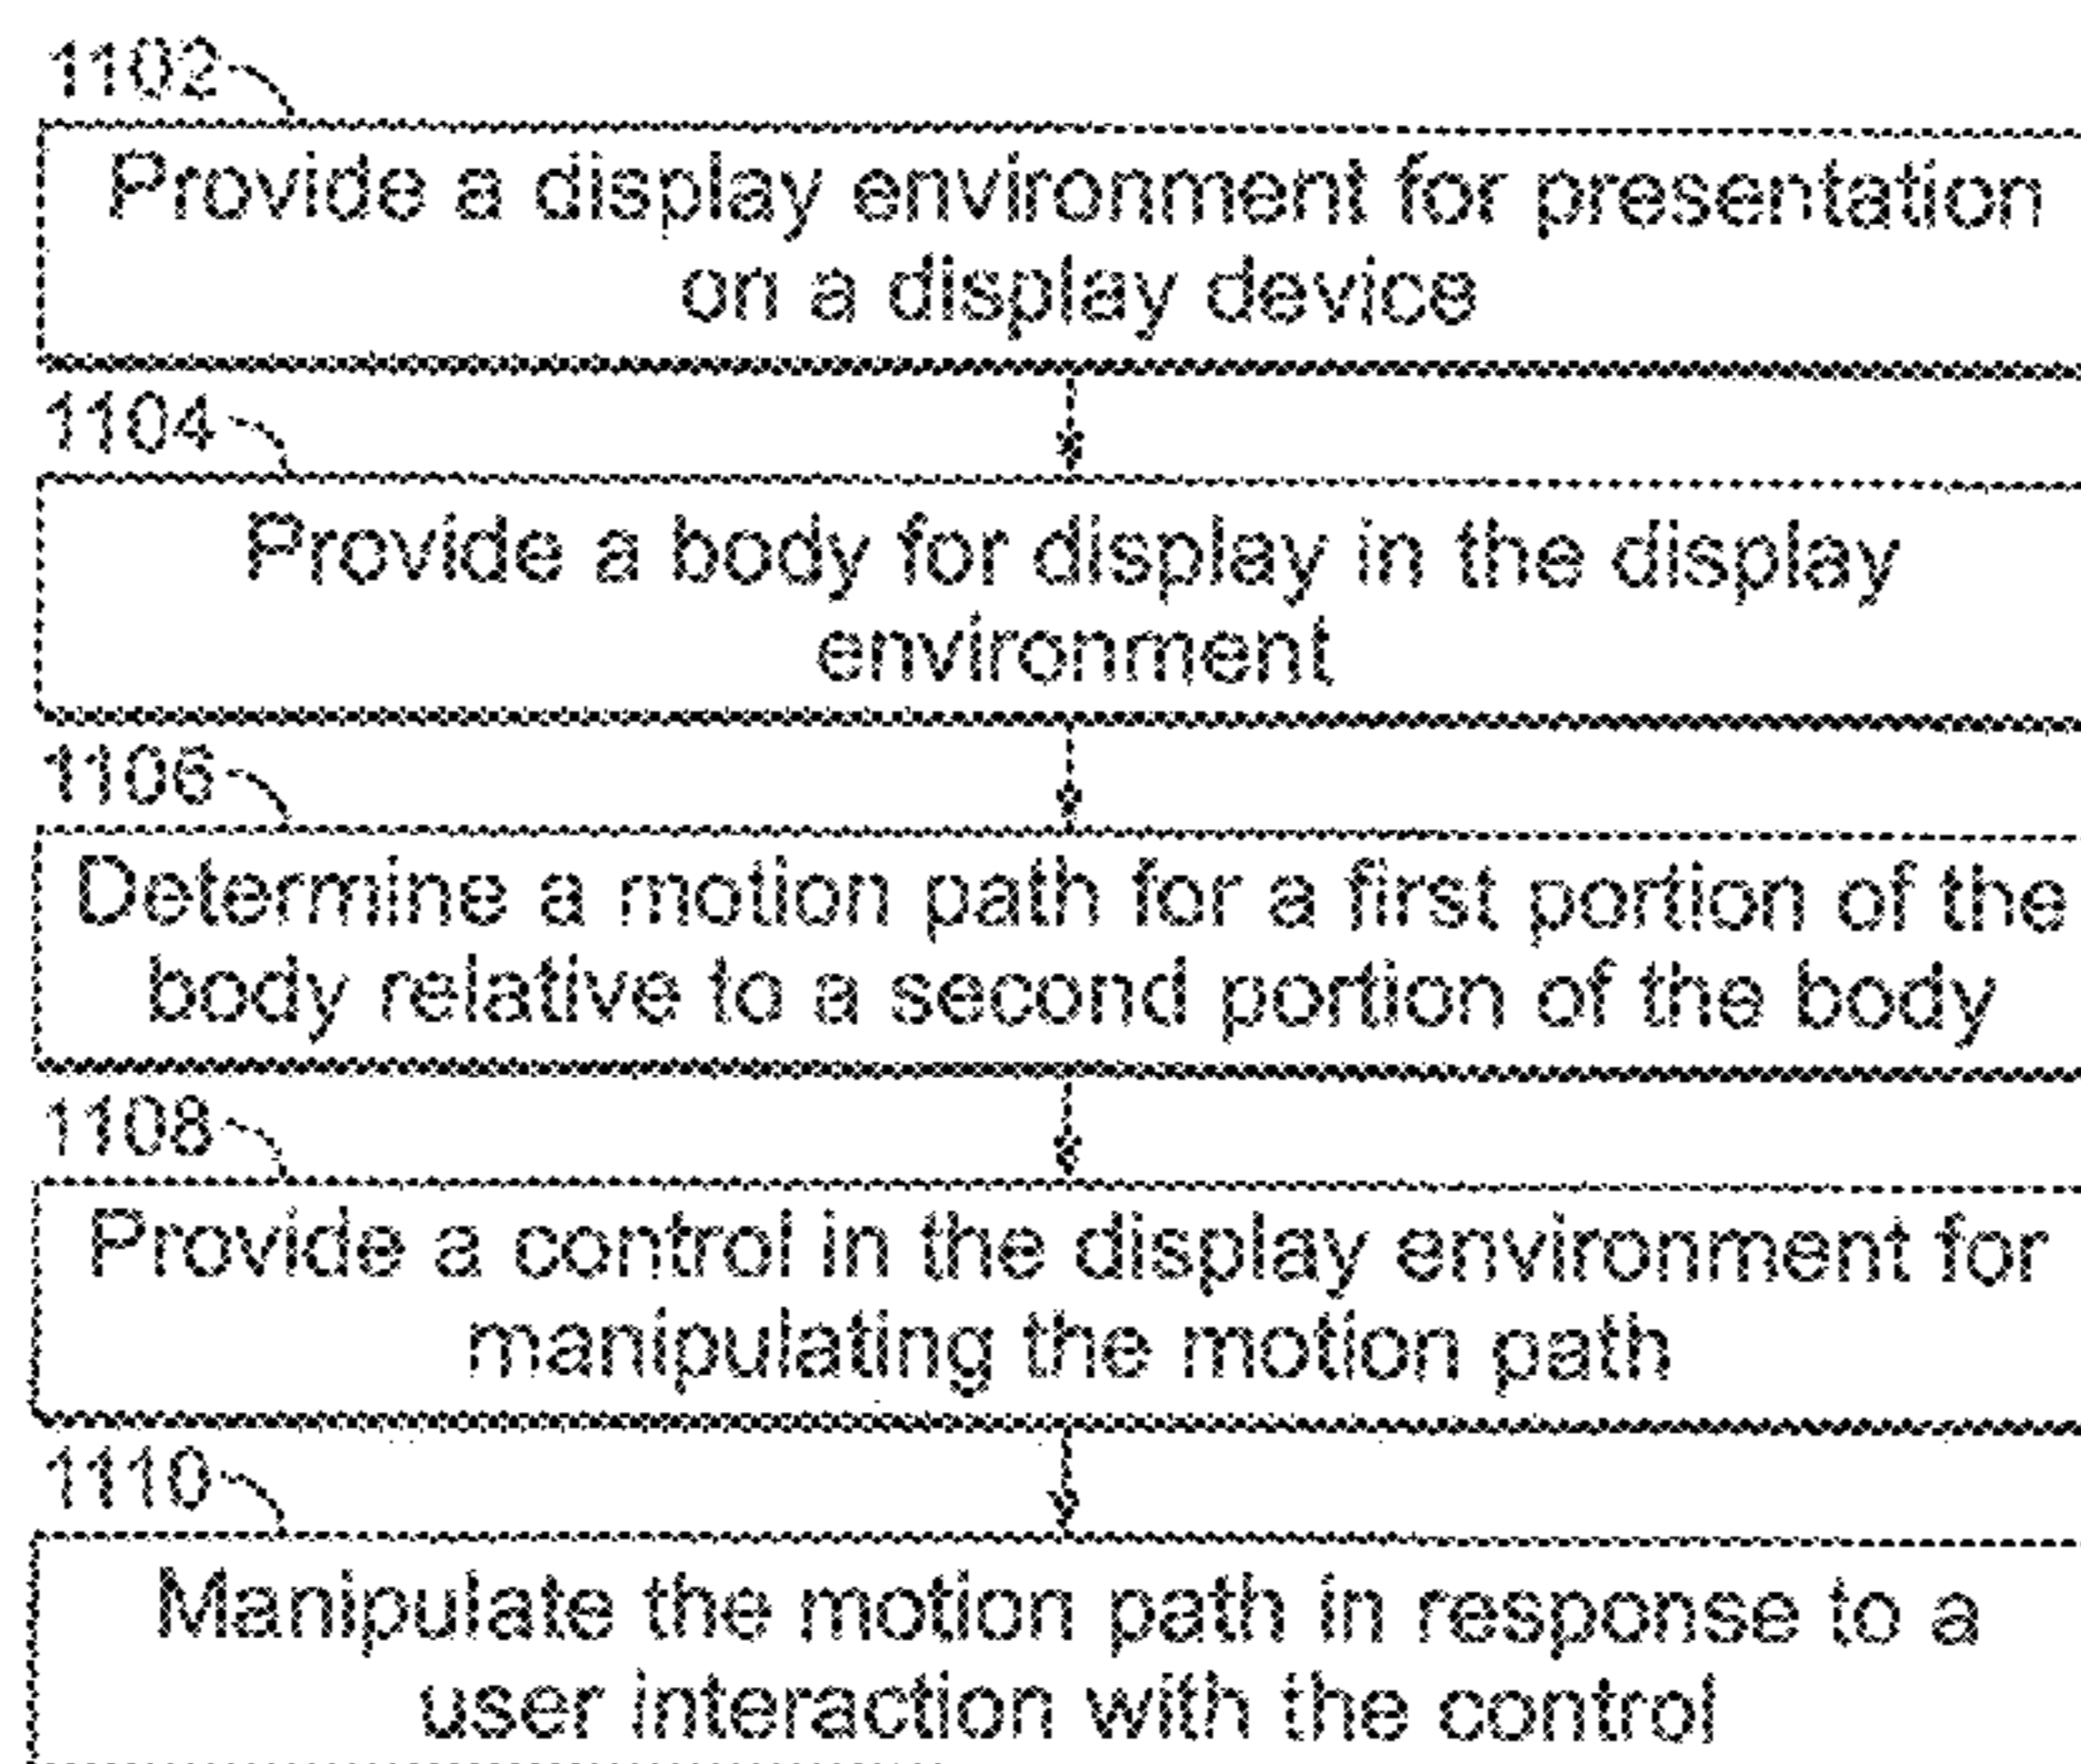 1102
Provide a display environment for presentation
on a display device
1104
Provide a body for display in the display
environment
1106
Determine a motion path for a first portion of the
body relative to a second portion of the body
1108
Provide a control in the display environment for
manipulating the motion path
1110
Manipulate the motion path in response to a
user interaction with the control